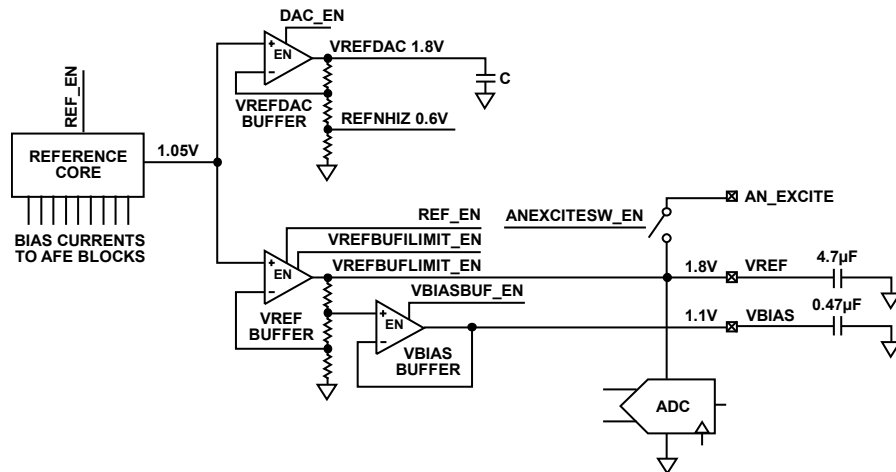 DAC_EN
EN
VREFDAC 1.8V
C
VREFDAC
BUFFER
REFNHIZ 0.6V
REF_EN
REFERENCE
CORE
1.05V
BIAS CURRENTS
TO AFE BLOCKS
AN_EXCITE
ANEXCITESW_EN
REF_EN
VREFBUFILIMIT_EN
VREFBUFLIMIT_EN
EN
VREF
BUFFER
1.8V
VREF
4.7µF
VBIASBUF_EN
EN
VBIAS
BUFFER
1.1V
VBIAS
0.47µF
ADC